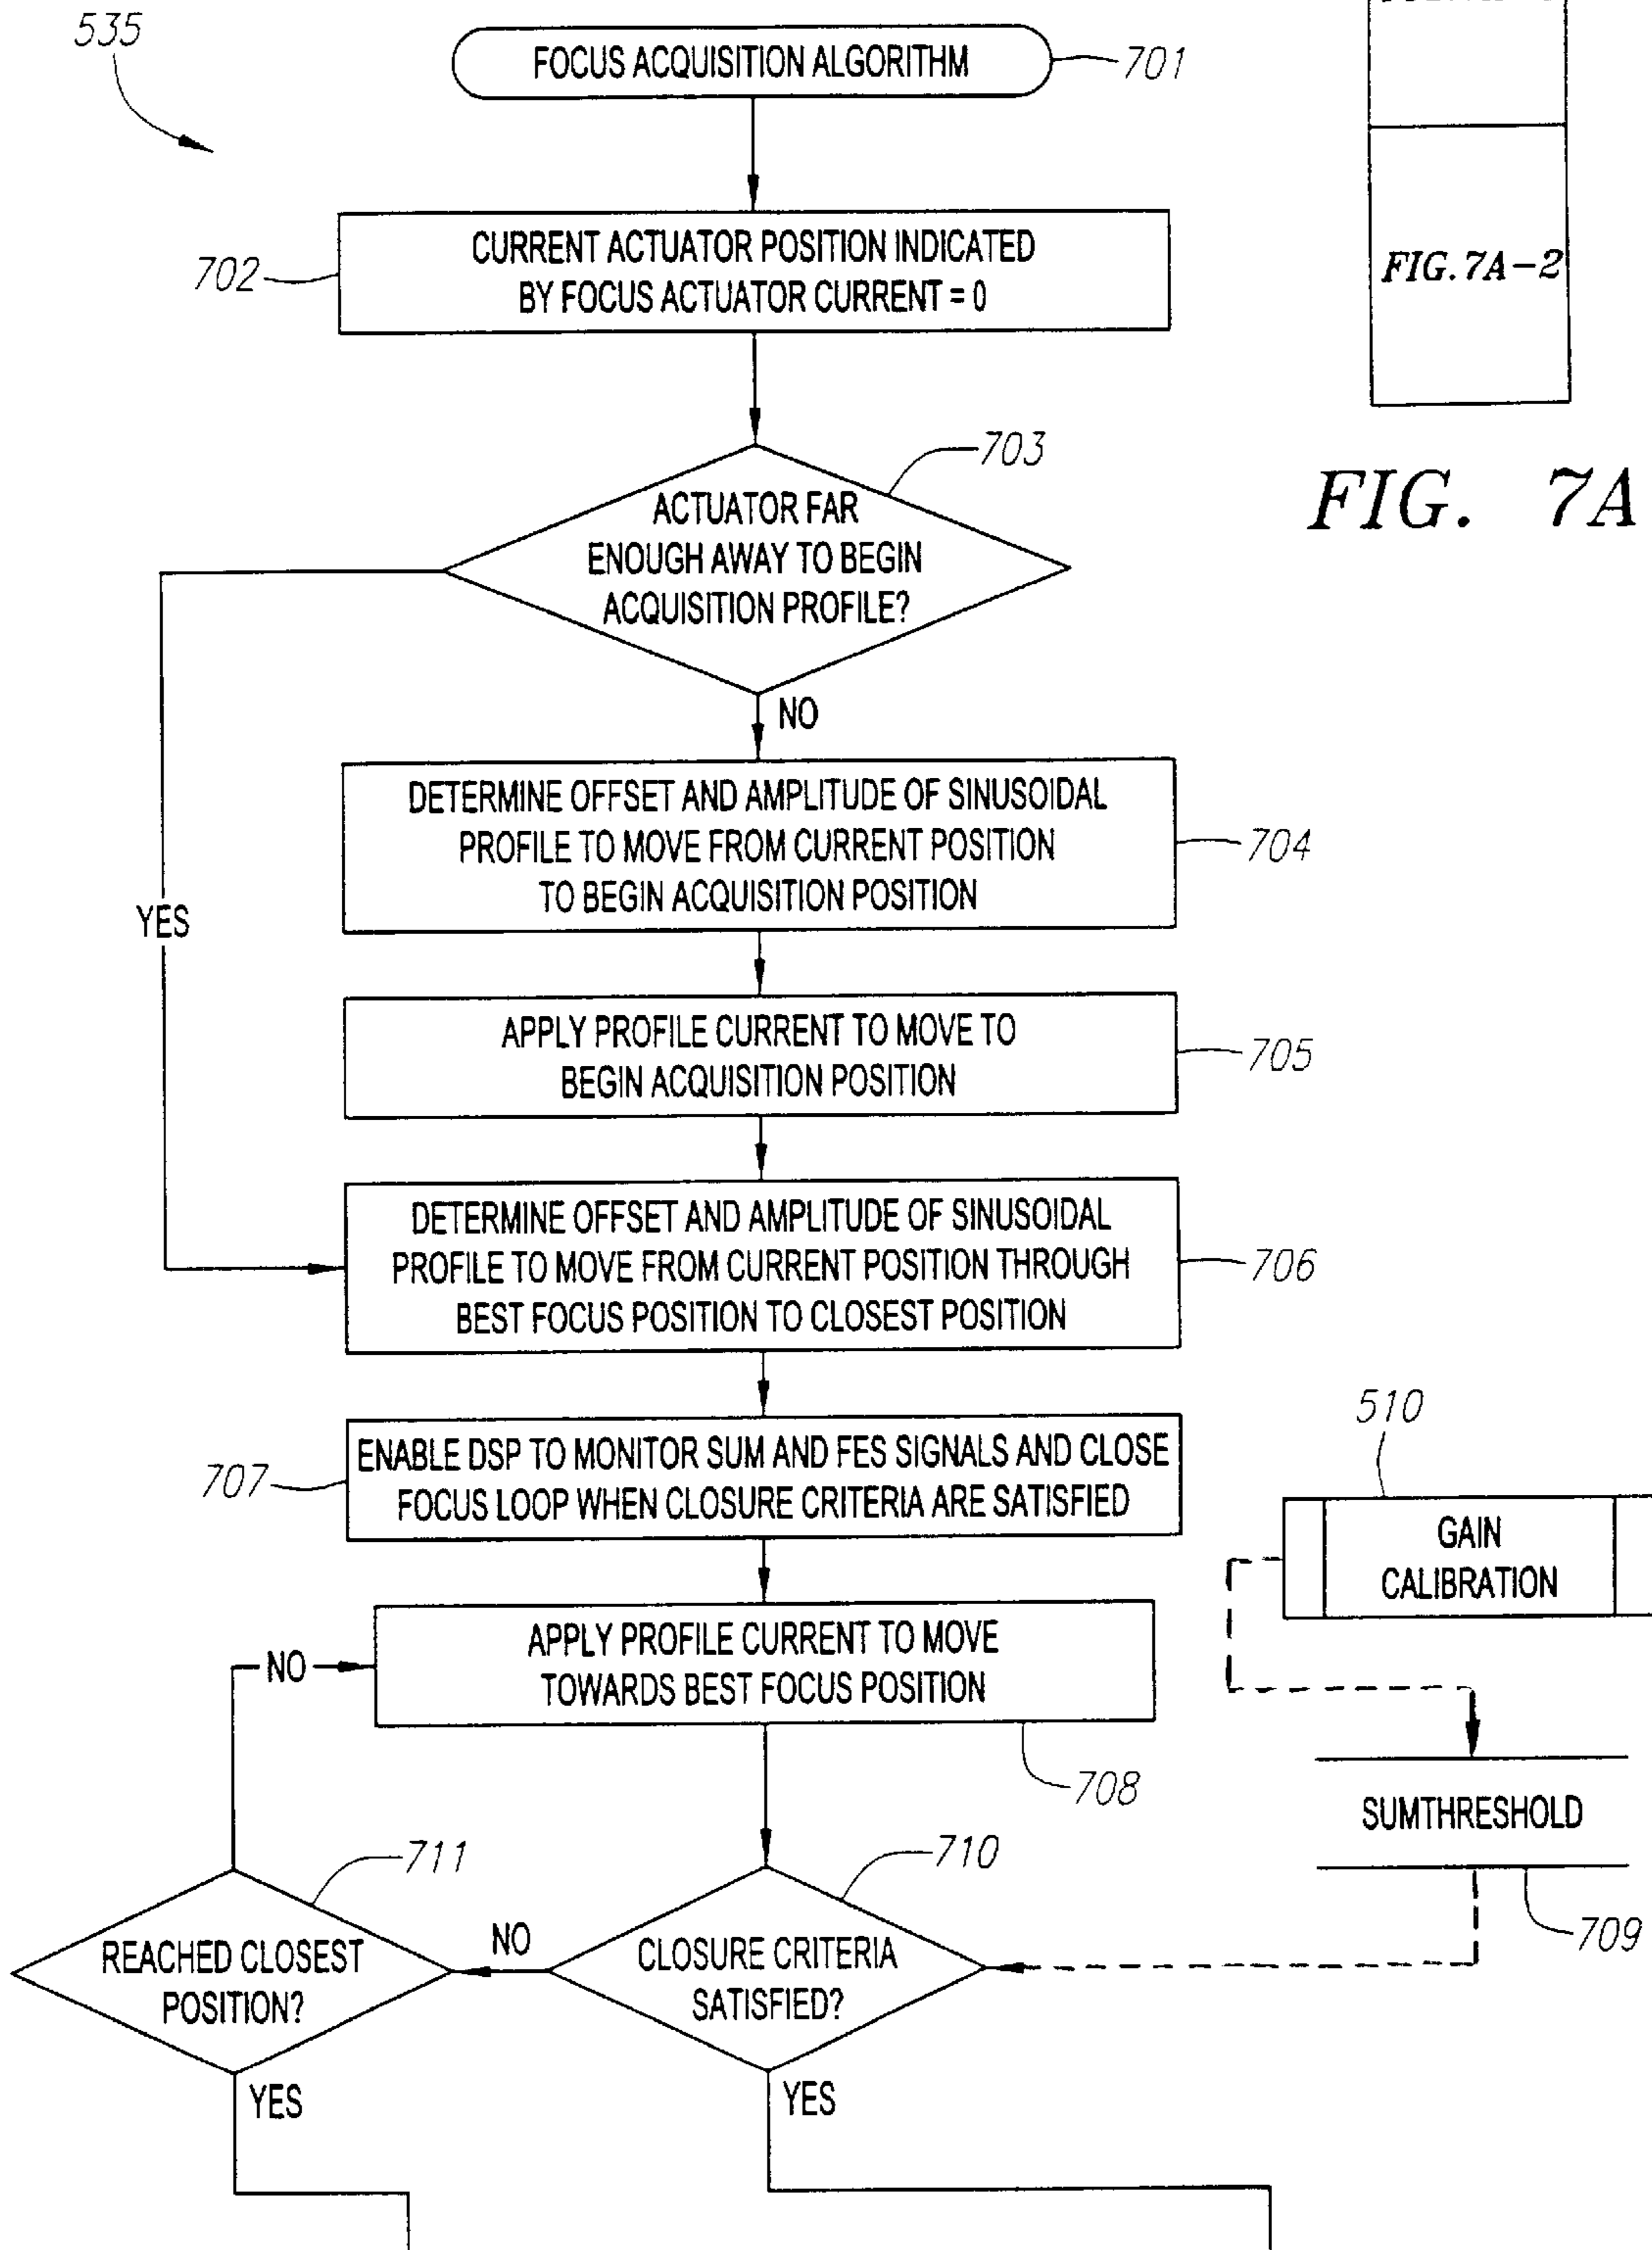 535
FOCUS ACQUISITION ALGORITHM
701
702
CURRENT ACTUATOR POSITION INDICATED
BY FOCUS ACTUATOR CURRENT = 0
FIG. 7A-2
FIG. 7A
703
ACTUATOR FAR
ENOUGH AWAY TO BEGIN
ACQUISITION PROFILE?
NO
YES
DETERMINE OFFSET AND AMPLITUDE OF SINUSOIDAL
PROFILE TO MOVE FROM CURRENT POSITION
TO BEGIN ACQUISITION POSITION
704
APPLY PROFILE CURRENT TO MOVE TO
BEGIN ACQUISITION POSITION
705
DETERMINE OFFSET AND AMPLITUDE OF SINUSOIDAL
PROFILE TO MOVE FROM CURRENT POSITION THROUGH
BEST FOCUS POSITION TO CLOSEST POSITION
706
707
ENABLE DSP TO MONITOR SUM AND FES SIGNALS AND CLOSE
FOCUS LOOP WHEN CLOSURE CRITERIA ARE SATISFIED
510
GAIN
CALIBRATION
NO
APPLY PROFILE CURRENT TO MOVE
TOWARDS BEST FOCUS POSITION
708
SUMTHRESHOLD
709
711
REACHED CLOSEST
POSITION?
NO
710
CLOSURE CRITERIA
SATISFIED?
YES
YES